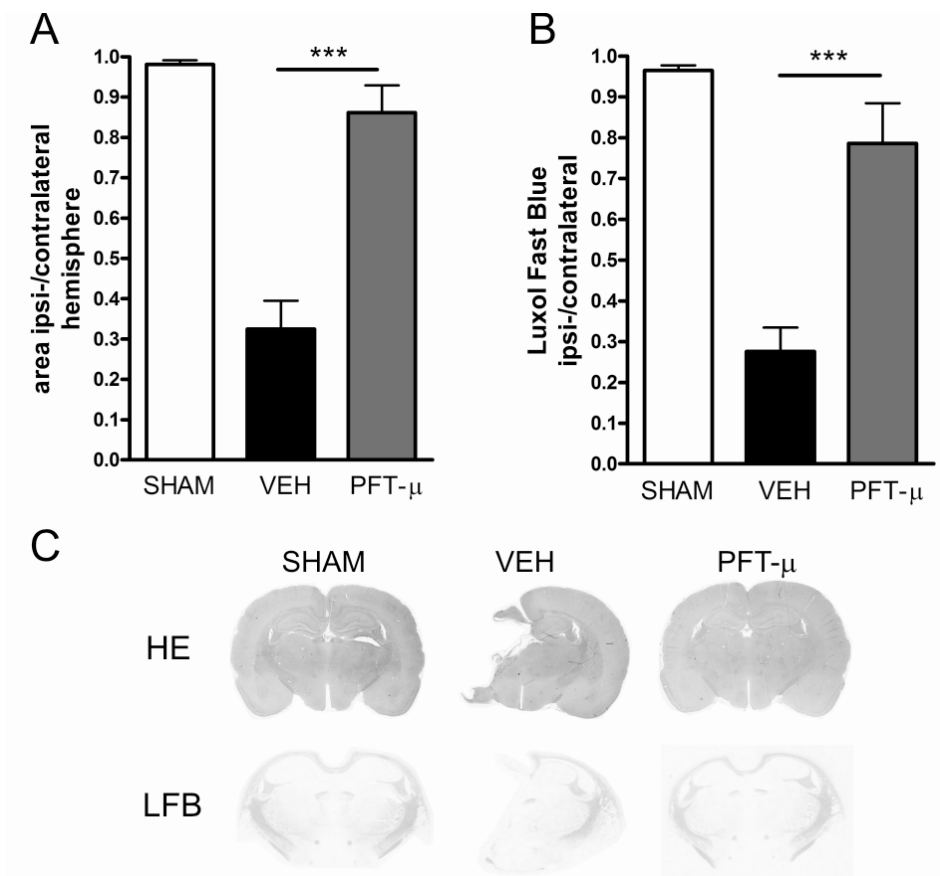 A
area ipsi-/contralateral
hemisphere
1.0
0.9
0.8
0.7
0.6
0.5
0.4
0.3
0.2
0.1
0.0
***
SHAM VEH PFT-μ
B
Luxol Fast Blue
ipsi-/contralateral
1.0
0.9
0.8
0.7
0.6
0.5
0.4
0.3
0.2
0.1
0.0
***
SHAM VEH PFT-μ
C
SHAM VEH PFT-μ
HE
LFB